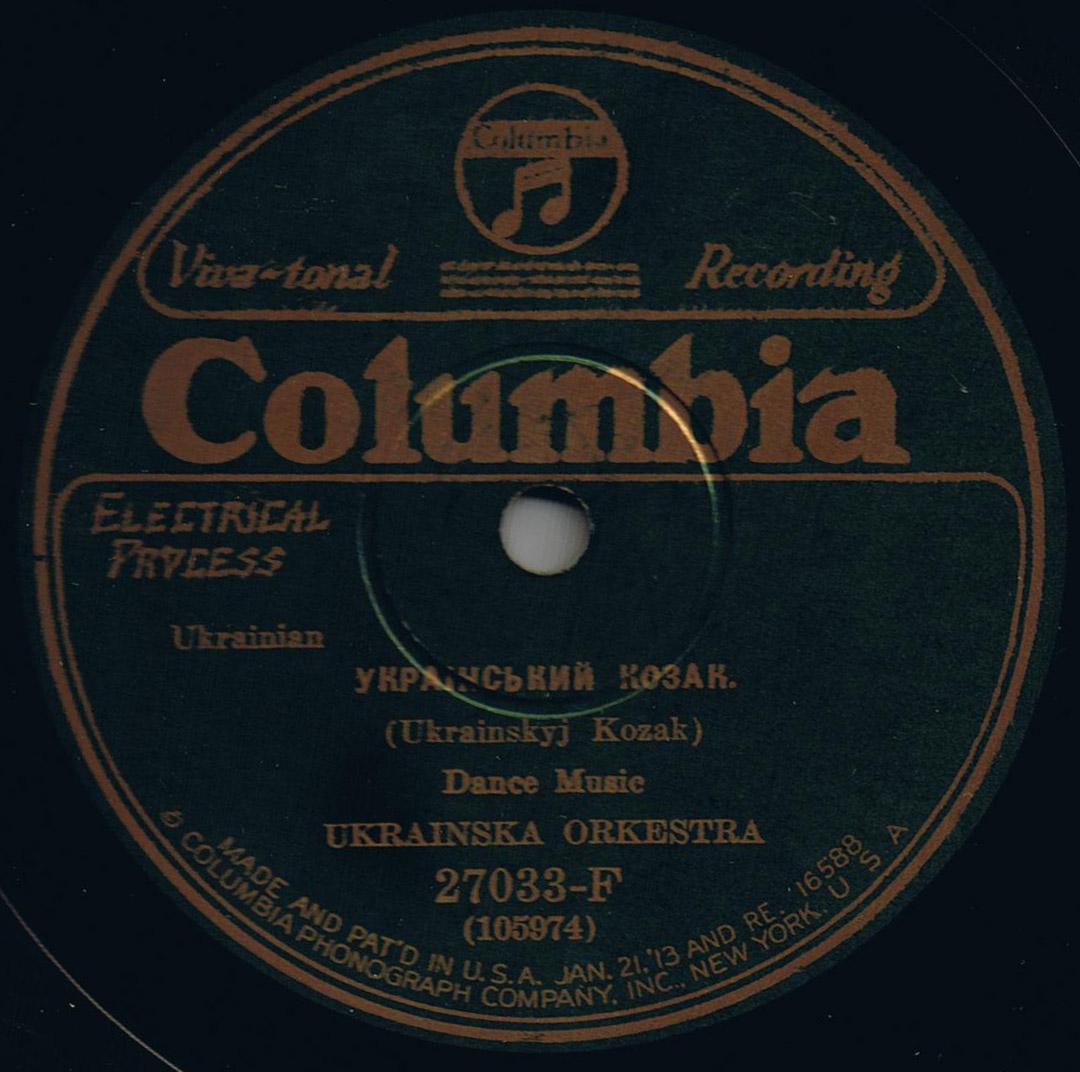 Columbia
Viva-tonal Recording
Columbia
ELECTRICAL
PROCESS
Ukrainian
УКРАІНСЬКИЙ КОЗАК.
(Ukrainskyj Kozak)
Dance Music
UKRAINSKA ORKESTRA
27033-F
(105974)
MADE AND PAT'D IN U.S.A. JAN. 21,'13 AND RE. 16588
© COLUMBIA PHONOGRAPH COMPANY, INC., NEW YORK. U S A